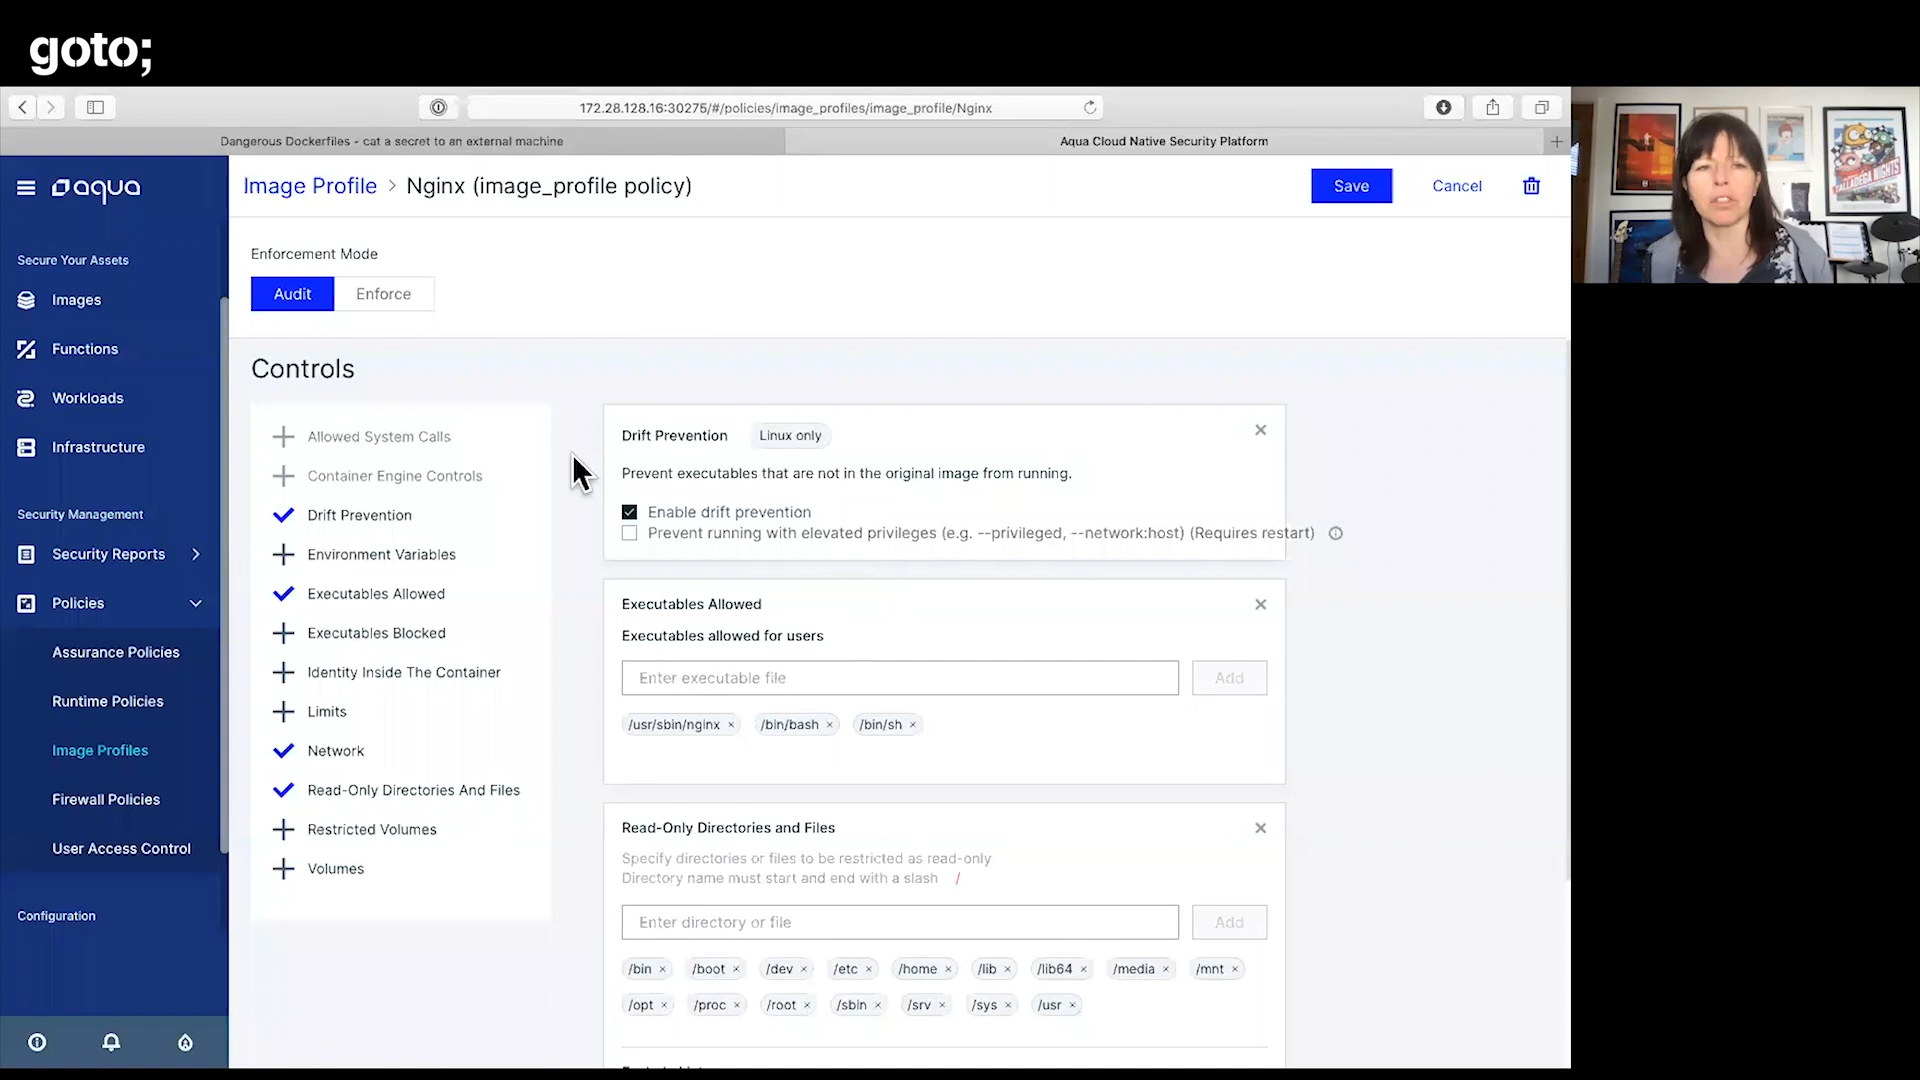 goto;
172.28.128.16:30275/#/policies/image_profiles/image_profile/Nginx
Dangerous Dockerfiles - cat a secret to an external machine
Aqua Cloud Native Security Platform
aqua
Image Profile > Nginx (image_profile policy)
Save
Cancel
Secure Your Assets
Images
Functions
Workloads
Infrastructure
Security Management
Security Reports
Policies
Assurance Policies
Runtime Policies
Image Profiles
Firewall Policies
User Access Control
Configuration
Enforcement Mode
Audit
Enforce
Controls
Allowed System Calls
Container Engine Controls
Drift Prevention
Environment Variables
Executables Allowed
Executables Blocked
Identity Inside The Container
Limits
Network
Read-Only Directories And Files
Restricted Volumes
Volumes
Drift Prevention
Linux only
Prevent executables that are not in the original image from running.
Enable drift prevention
Prevent running with elevated privileges (e.g. --privileged, --network:host) (Requires restart)
Executables Allowed
Executables allowed for users
Enter executable file
Add
/usr/sbin/nginx × /bin/bash × /bin/sh ×
Read-Only Directories and Files
Specify directories or files to be restricted as read-only
Directory name must start and end with a slash /
Enter directory or file
Add
/bin × /boot × /dev × /etc × /home × /lib × /lib64 × /media × /mnt ×
/opt × /proc × /root × /sbin × /srv × /sys × /usr ×
TALLADEGA NIGHTS